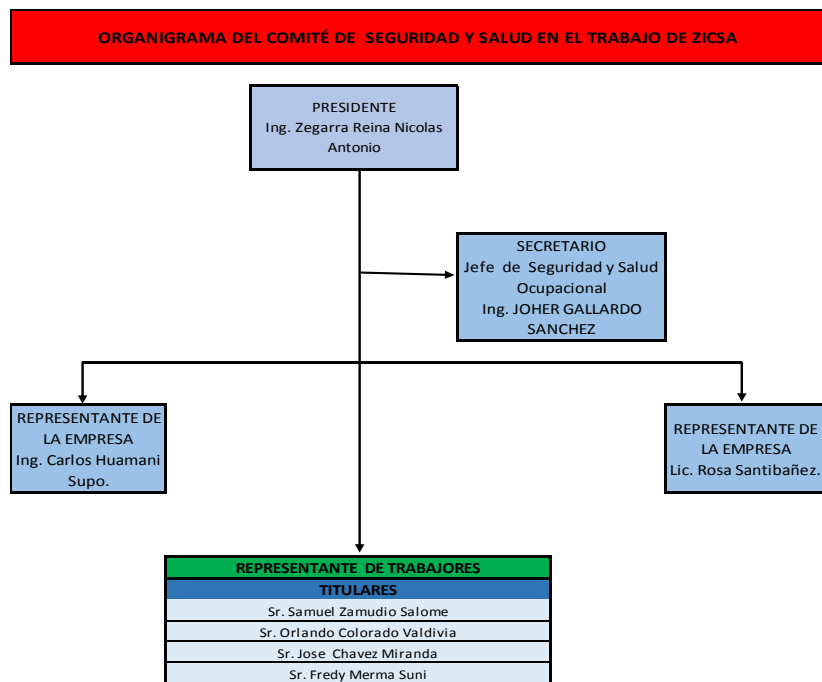 ORGANIGRAMA DEL COMITÉ DE SEGURIDAD Y SALUD EN EL TRABAJO DE ZICSA
PRESIDENTE
Ing. Zegarra Reina Nicolas
Antonio
SECRETARIO
Jefe de Seguridad y Salud
Ocupacional
Ing. JOHER GALLARDO
SANCHEZ
REPRESENTANTE DE
LA EMPRESA
Ing. Carlos Huamani
Supo.
REPRESENTANTE DE
LA EMPRESA
Lic. Rosa Santibañez.
REPRESENTANTE DE TRABAJORES
TITULARES
Sr. Samuel Zamudio Salome
Sr. Orlando Colorado Valdivia
Sr. Jose Chavez Miranda
Sr. Fredy Merma Suni